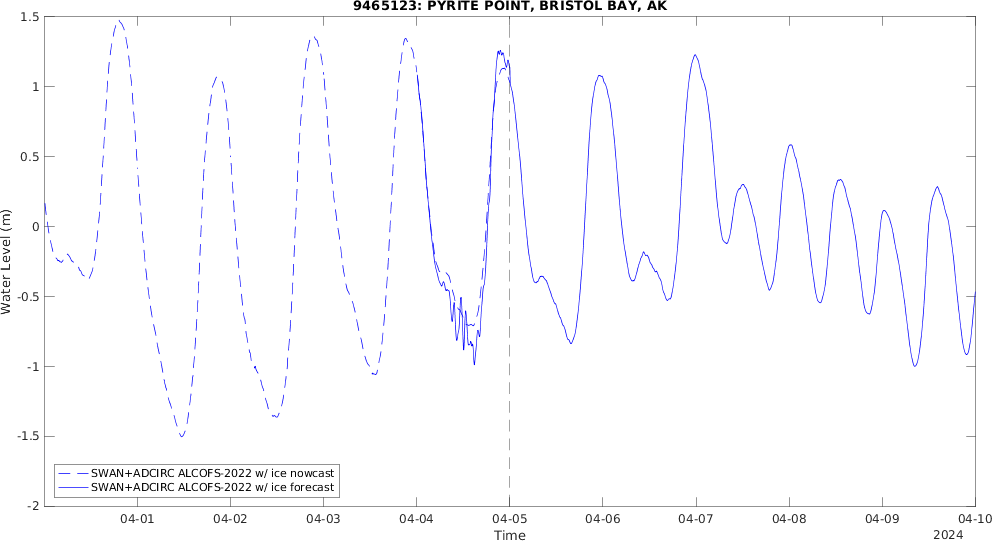 9465123: PYRITE POINT, BRISTOL BAY, AK
Water Level (m)
1.5
1
0.5
0
-0.5
-1
-1.5
-2
SWAN+ADCIRC ALCOFS-2022 w/ ice nowcast
SWAN+ADCIRC ALCOFS-2022 w/ ice forecast
04-01 04-02 04-03 04-04 04-05 04-06 04-07 04-08 04-09 04-10
Time
2024